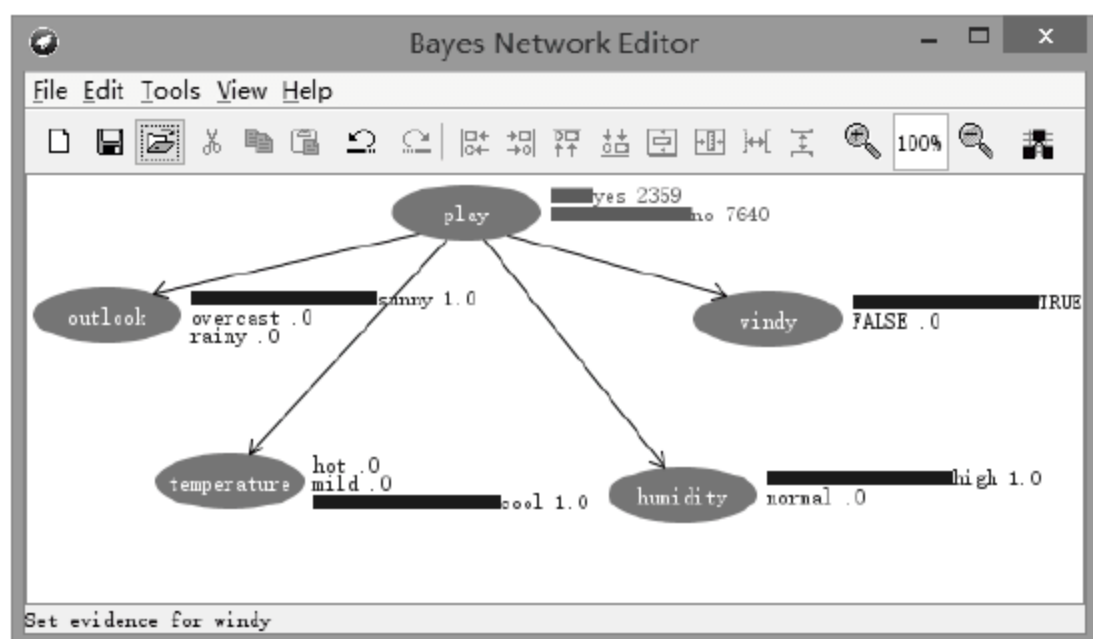 Bayes Network Editor
File Edit Tools View Help
100%
play
yes 2359
no 7640
outlook
sunny 1.0
overcast .0
rainy .0
windy
TRUE
FALSE .0
temperature
hot .0
mild .0
cool 1.0
humidity
high 1.0
normal .0
Set evidence for windy